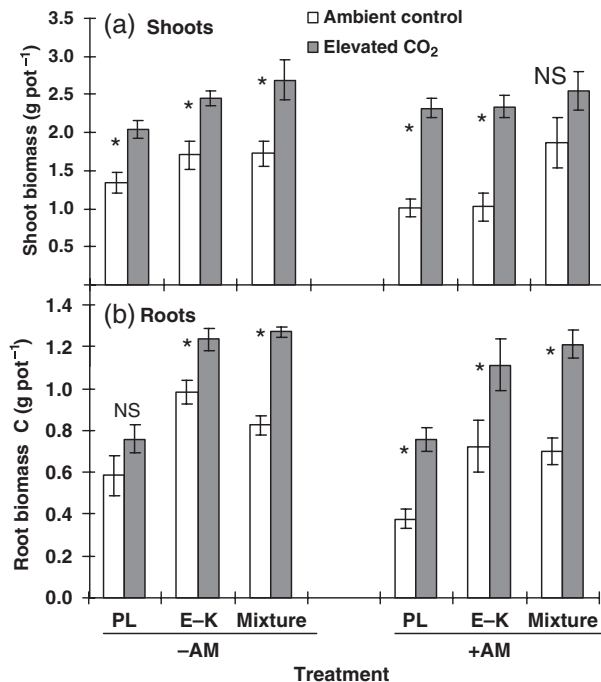 (a) Shoots
Ambient control
Elevated CO₂
Shoot biomass (g pot⁻¹)
3.5
3.0
2.5
2.0
1.5
1.0
0.5
*
*
*
*
*
NS
(b) Roots
Root biomass C (g pot⁻¹)
1.4
1.2
1.0
0.8
0.6
0.4
0.2
0.0
NS
*
*
*
*
*
PL E–K Mixture PL E–K Mixture
–AM +AM
Treatment